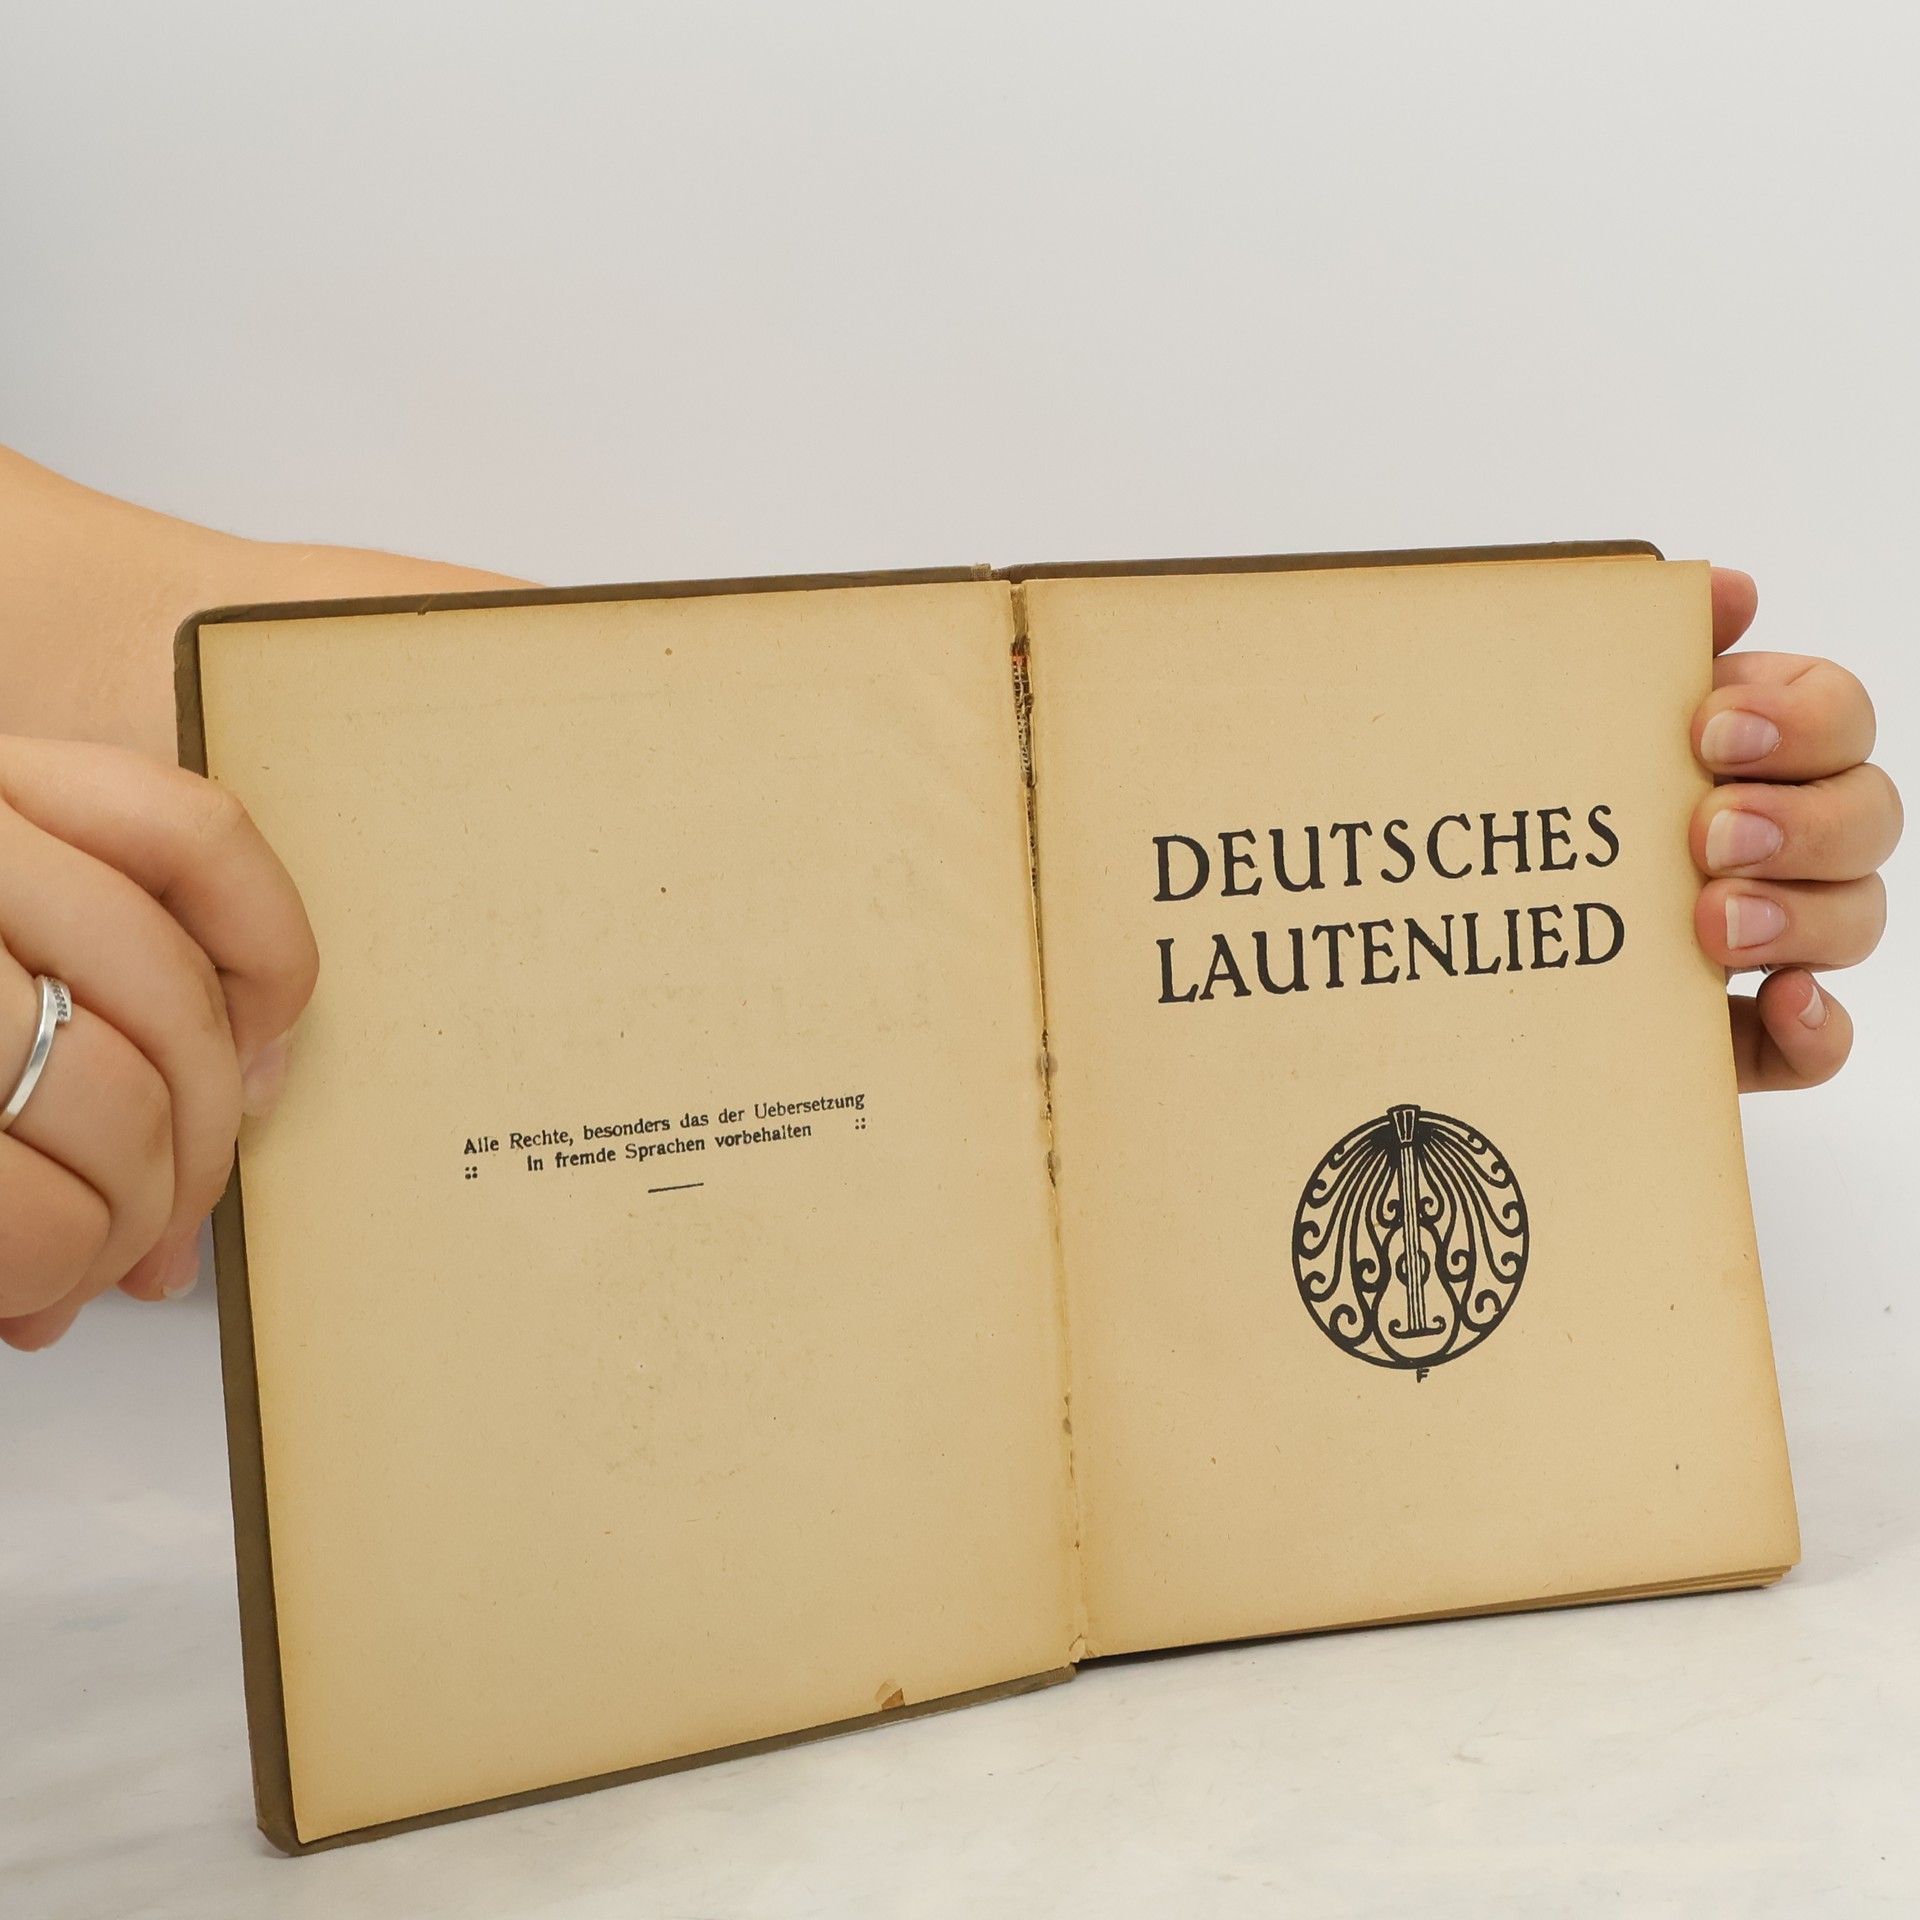 Alle Rechte, besonders das der Uebersetzung
:: in fremde Sprachen vorbehalten ::
DEUTSCHES
LAUTENLIED
F